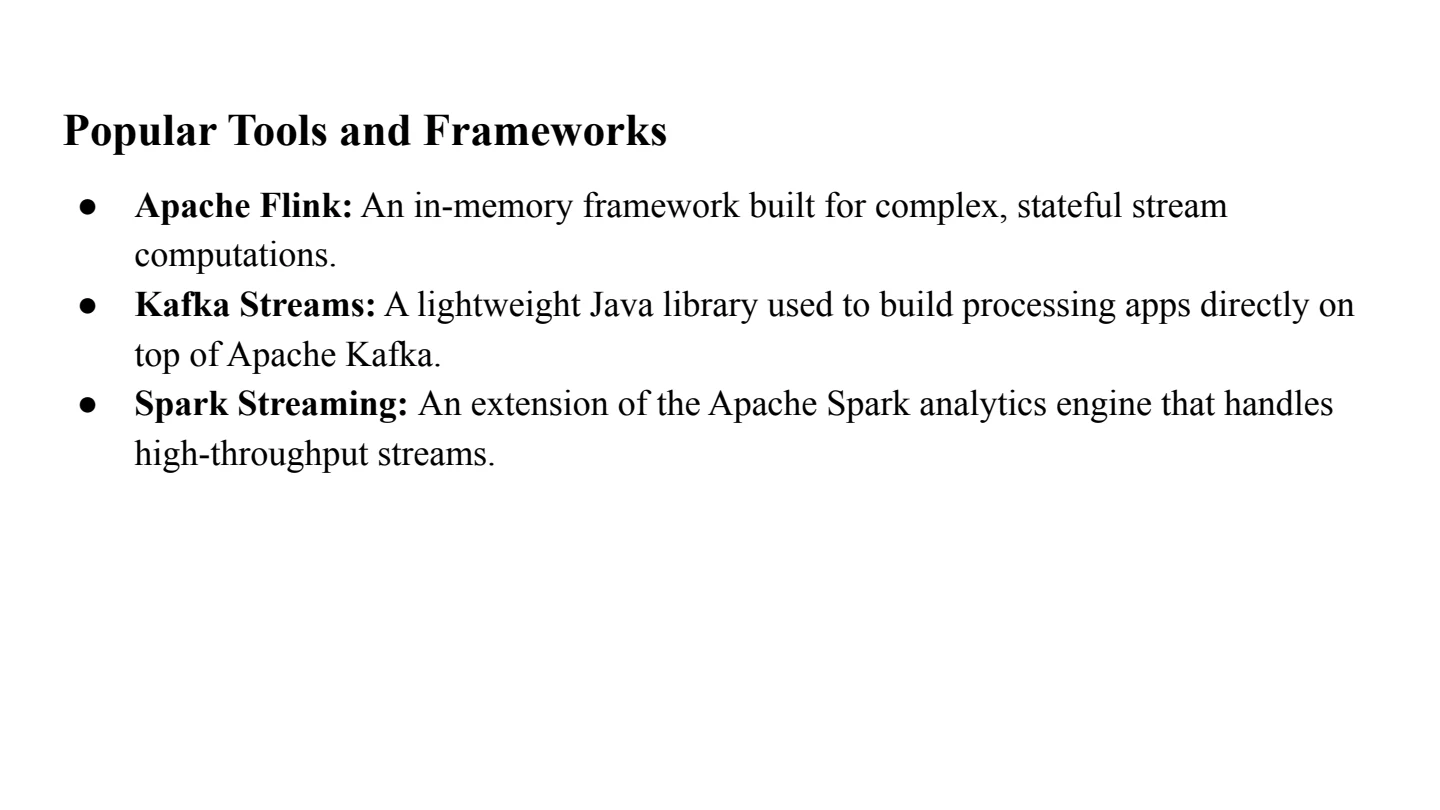 Popular Tools and Frameworks
● Apache Flink: An in-memory framework built for complex, stateful stream
computations.
● Kafka Streams: A lightweight Java library used to build processing apps directly on
top of Apache Kafka.
● Spark Streaming: An extension of the Apache Spark analytics engine that handles
high-throughput streams.